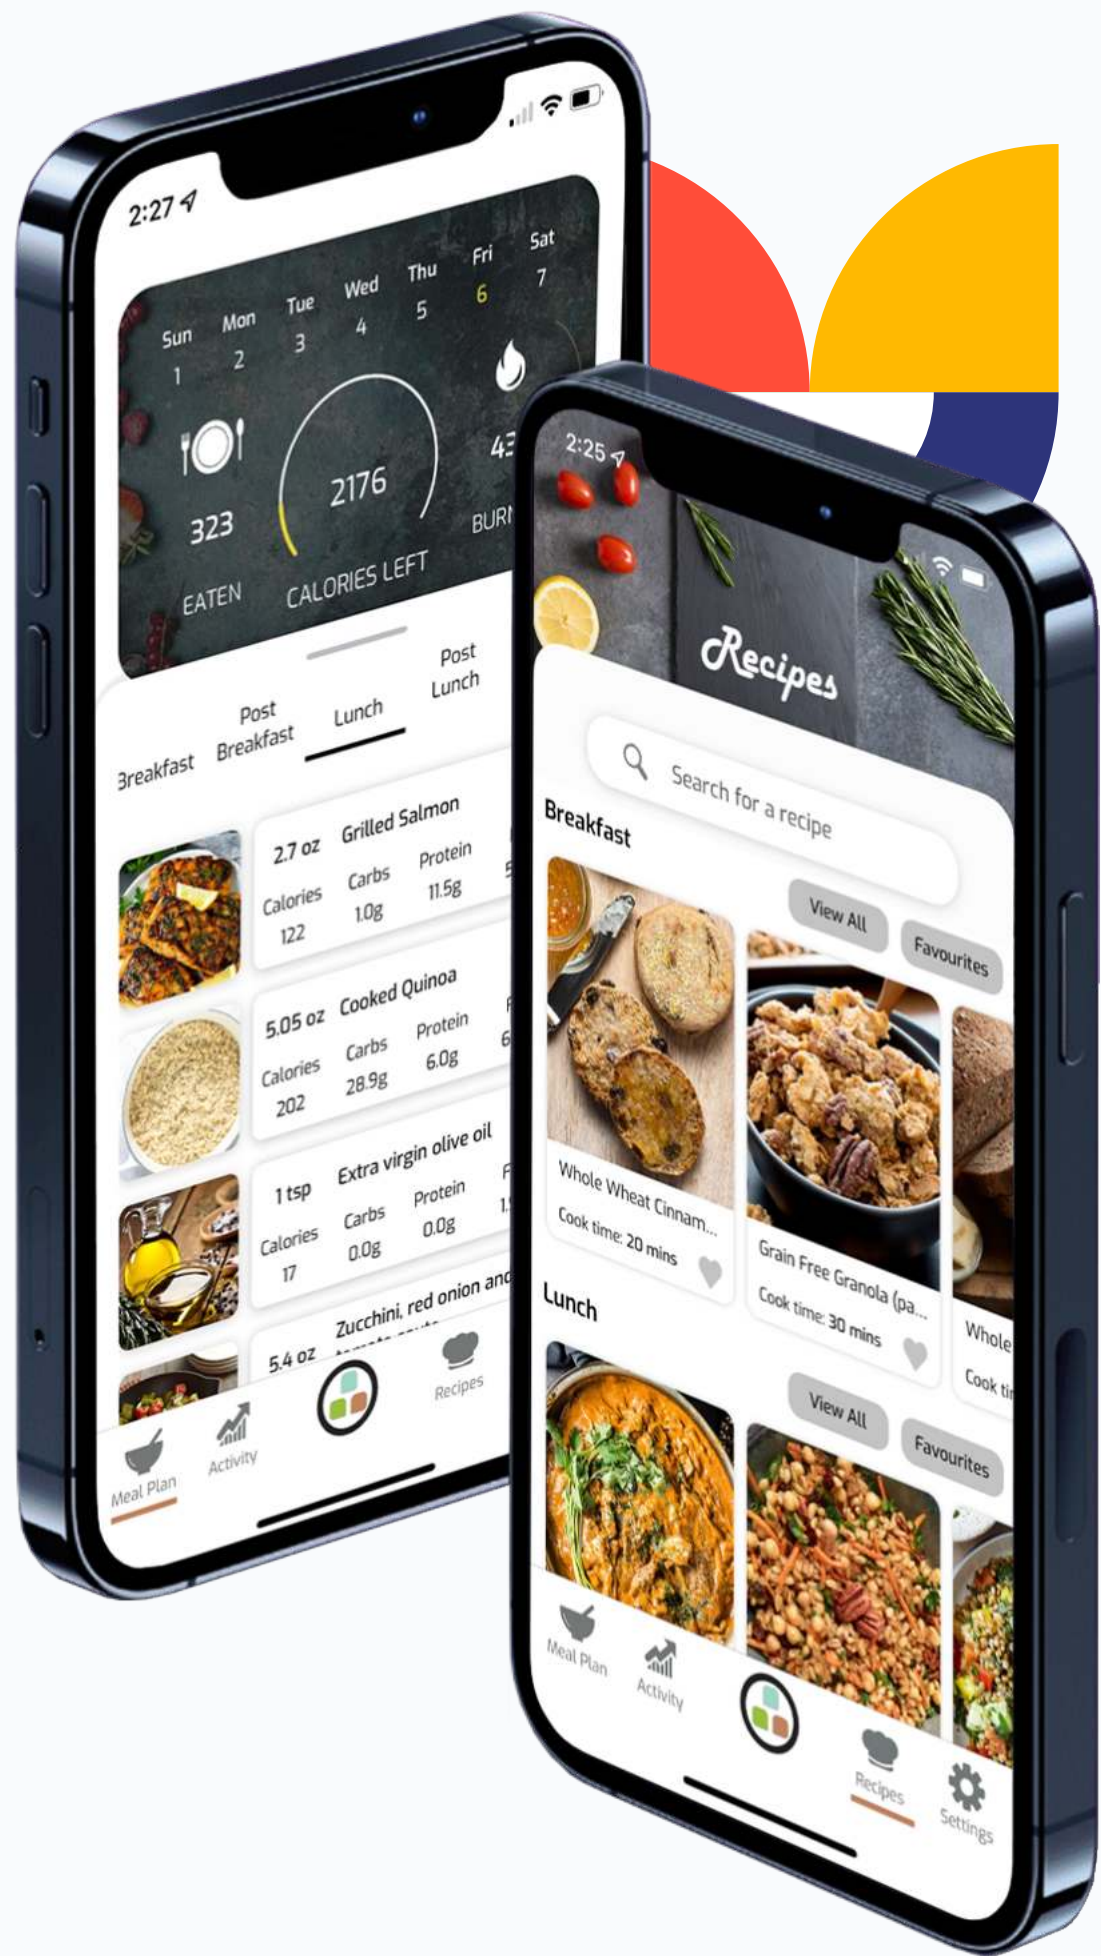 2:27
Sun Mon Tue Wed Thu Fri Sat
1 2 3 4 5 6 7
323
EATEN
2176
CALORIES LEFT
Breakfast
Post
Breakfast
Lunch
Post
Lunch
2.7 oz Grilled Salmon
Calories Carbs Protein
122 1.0g 11.5g
5.05 oz Cooked Quinoa
Calories Carbs Protein
202 28.9g 6.0g
1 tsp Extra virgin olive oil
Calories Carbs Protein
17 0.0g 0.0g
5.4 oz Zucchini, red onion and
Meal Plan
Activity
Recipes
2:25
Recipes
Search for a recipe
Breakfast
View All
Favourites
Whole Wheat Cinnam...
Cook time: 20 mins
Grain Free Granola (pa...
Cook time: 30 mins
Whole
Lunch
View All
Favourites
Meal Plan
Activity
Recipes
Settings